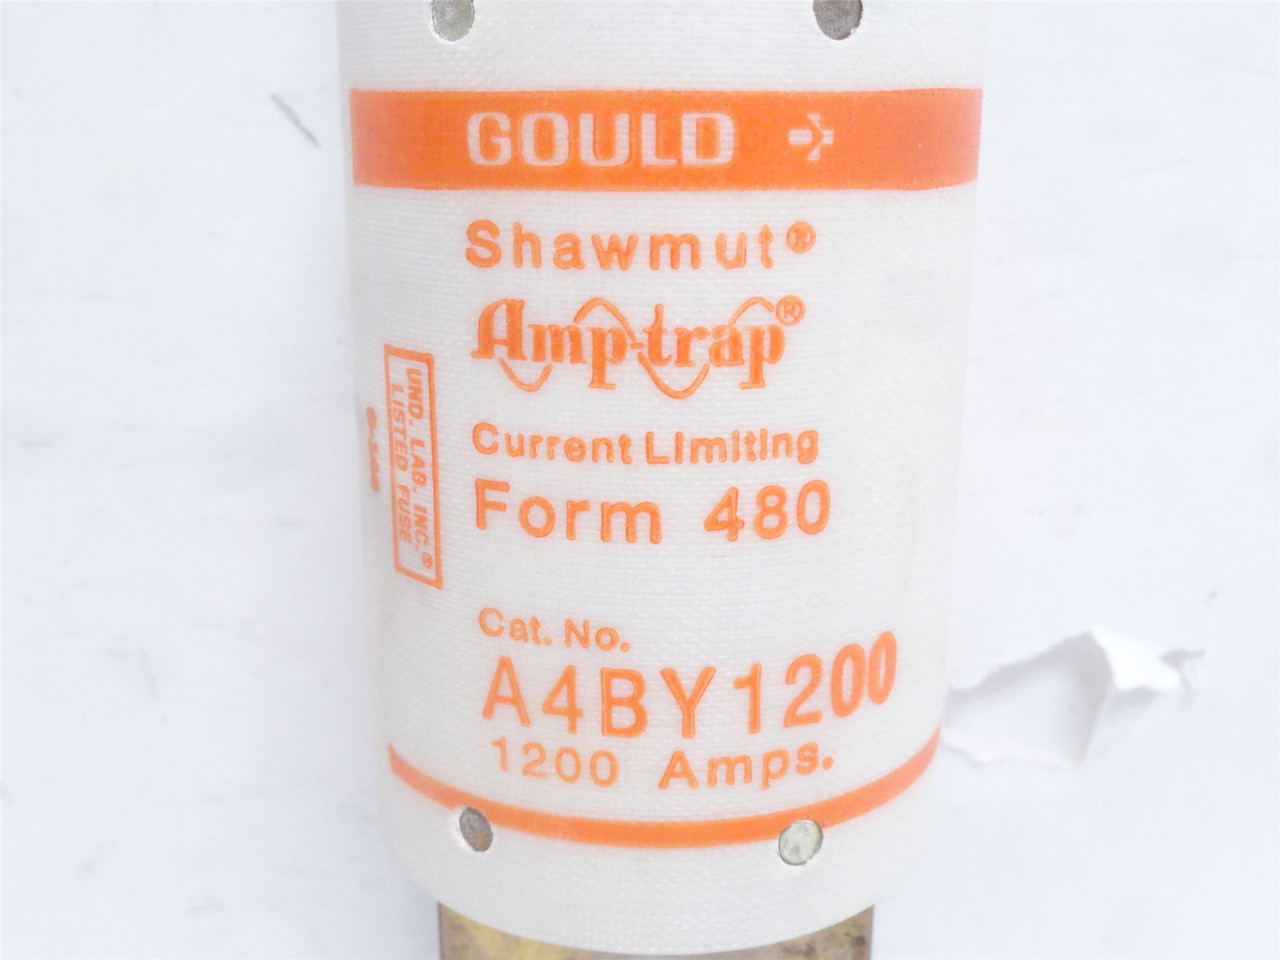 GOULD
Shawmut®
Amp-trap®
Current Limiting
Form 480
Cat. No.
A4BY1200
1200 Amps.
UND. LAB. INC.®
LISTED FUSE